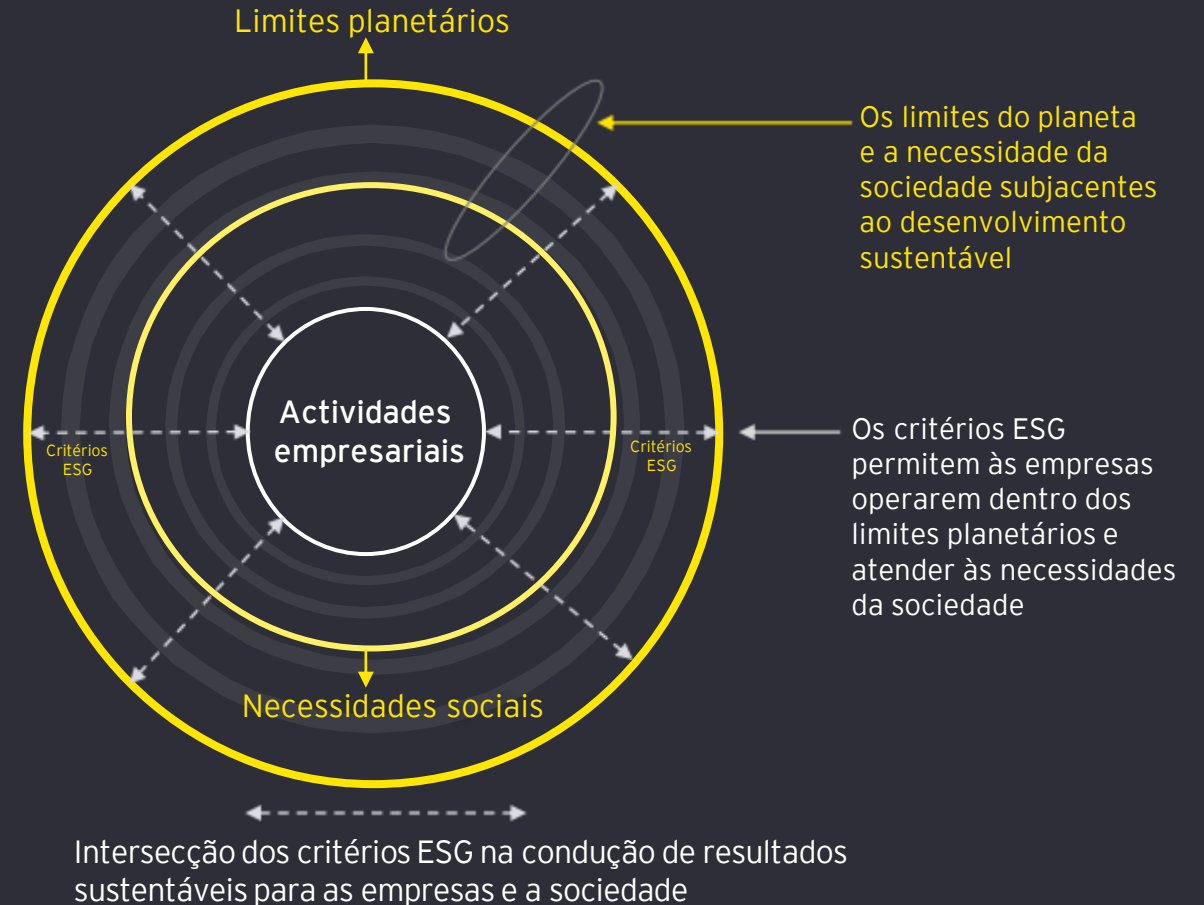 Limites planetários
Os limites do planeta
e a necessidade da
sociedade subjacentes
ao desenvolvimento
sustentável
Actividades
empresariais
Critérios
ESG
Critérios
ESG
Os critérios ESG
permitem às empresas
operarem dentro dos
limites planetários e
atender às necessidades
da sociedade
Necessidades sociais
Intersecção dos critérios ESG na condução de resultados
sustentáveis para as empresas e a sociedade